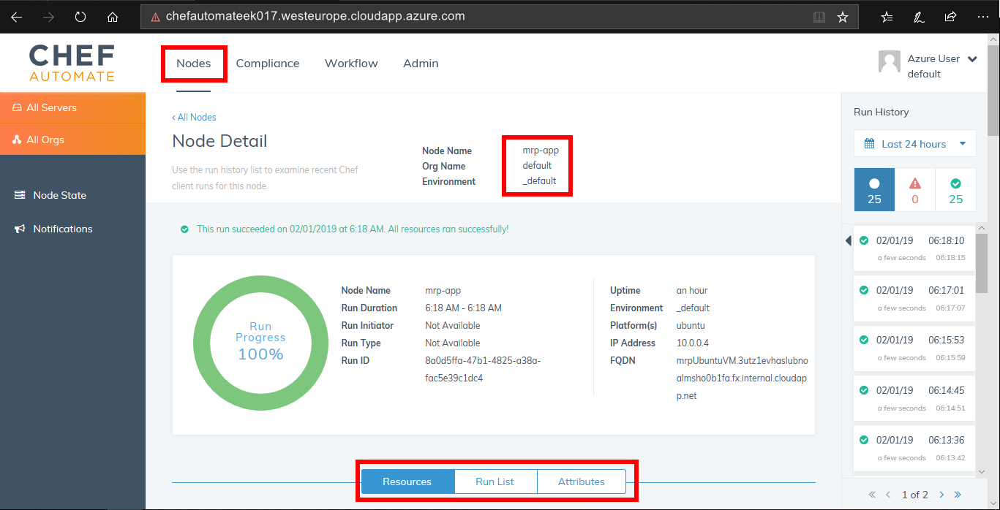 chefautomateek017.westeurope.cloudapp.azure.com
CHEF
AUTOMATE
Nodes
Compliance
Workflow
Admin
Azure User
default
All Servers
All Orgs
Node State
Notifications
‹ All Nodes
Node Detail
Use the run history list to examine recent Chef
client runs for this node.
Node Name mrp-app
Org Name default
Environment _default
This run succeeded on 02/01/2019 at 6:18 AM. All resources ran successfully!
Run
Progress
100%
Node Name mrp-app
Run Duration 6:18 AM - 6:18 AM
Run Initiator Not Available
Run Type Not Available
Run ID 8a0d5ffa-47b1-4825-a38a-
fac5e39c1dc4
Uptime an hour
Environment _default
Platform(s) ubuntu
IP Address 10.0.0.4
FQDN mrpUbuntuVM.3utz1evhaslubno
almsho0b1fa.fx.internal.cloudap
p.net
Resources
Run List
Attributes
Run History
Last 24 hours
25 0 25
02/01/19 06:18:10
a few seconds 06:18:15
02/01/19 06:17:01
a few seconds 06:17:07
02/01/19 06:15:53
a few seconds 06:15:59
02/01/19 06:14:45
a few seconds 06:14:51
02/01/19 06:13:36
a few seconds 06:13:42
« ‹ 1 of 2 › »